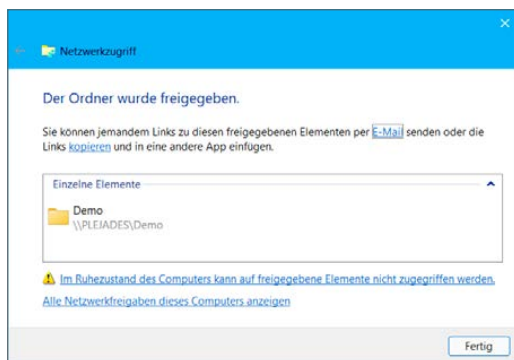 Netzwerkzugriff
Der Ordner wurde freigegeben.
Sie können jemandem Links zu diesen freigegebenen Elementen per E-Mail senden oder die
Links kopieren und in eine andere App einfügen.
Einzelne Elemente
Demo
\\PLEJADES\Demo
Im Ruhezustand des Computers kann auf freigegebene Elemente nicht zugegriffen werden.
Alle Netzwerkfreigaben dieses Computers anzeigen
Fertig